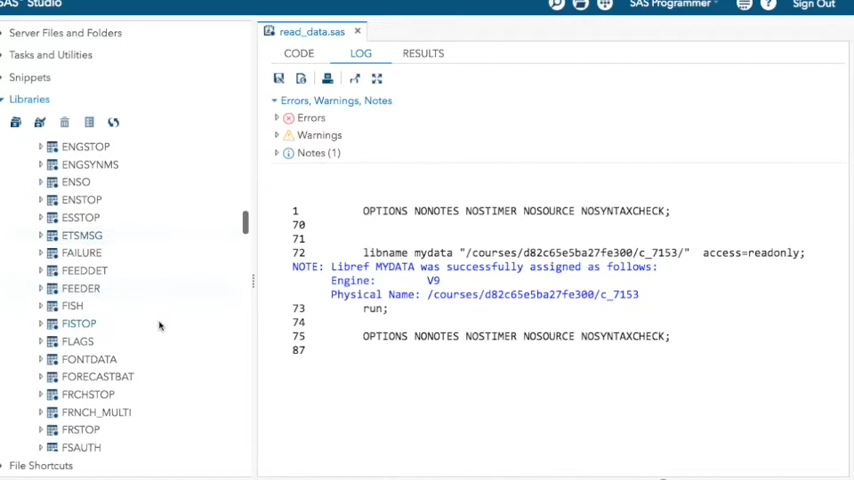 SAS® Studio
SAS Programmer
Sign Out
Server Files and Folders
Tasks and Utilities
Snippets
Libraries
ENGSTOP
ENGSYNMS
ENSO
ENSTOP
ESSTOP
ETSMSG
FAILURE
FEEDDET
FEEDER
FISH
FISTOP
FLAGS
FONTDATA
FORECASTBAT
FRCHSTOP
FRNCH_MULTI
FRSTOP
FSAUTH
File Shortcuts
read_data.sas
CODE LOG RESULTS
Errors, Warnings, Notes
Errors
Warnings
Notes (1)
1 OPTIONS NONOTES NOSTIMER NOSOURCE NOSYNTAXCHECK;
70
71
72 libname mydata "/courses/d82c65e5ba27fe300/c_7153/" access=readonly;
NOTE: Libref MYDATA was successfully assigned as follows:
Engine: V9
Physical Name: /courses/d82c65e5ba27fe300/c_7153
73 run;
74
75 OPTIONS NONOTES NOSTIMER NOSOURCE NOSYNTAXCHECK;
87